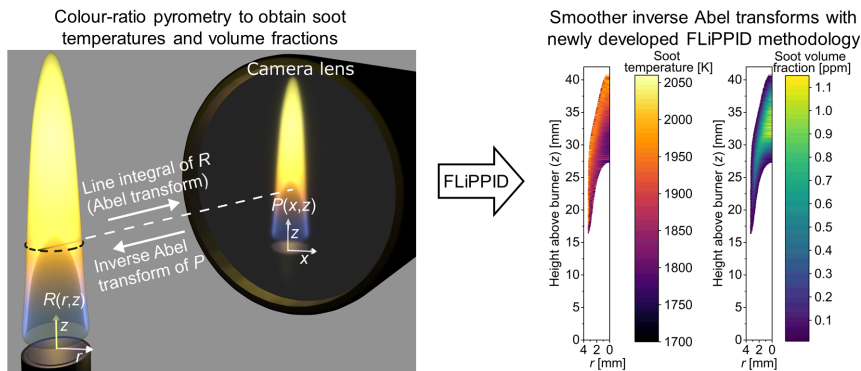 Colour-ratio pyrometry to obtain soot
temperatures and volume fractions
Camera lens
Line integral of R
(Abel transform)
P(x,z)
z
x
Inverse Abel
transform of P
R(r,z)
z
r
FLiPPID
Smoother inverse Abel transforms with
newly developed FLiPPID methodology
Soot
temperature [K]
Height above burner (z) [mm]
40
35
30
25
20
15
10
5
0
4 2 0
r [mm]
2050
2000
1950
1900
1850
1800
1750
1700
Soot volume
fraction [ppm]
Height above burner (z) [mm]
40
35
30
25
20
15
10
5
0
4 2 0
r [mm]
1.1
1.0
0.9
0.8
0.7
0.6
0.5
0.4
0.3
0.2
0.1